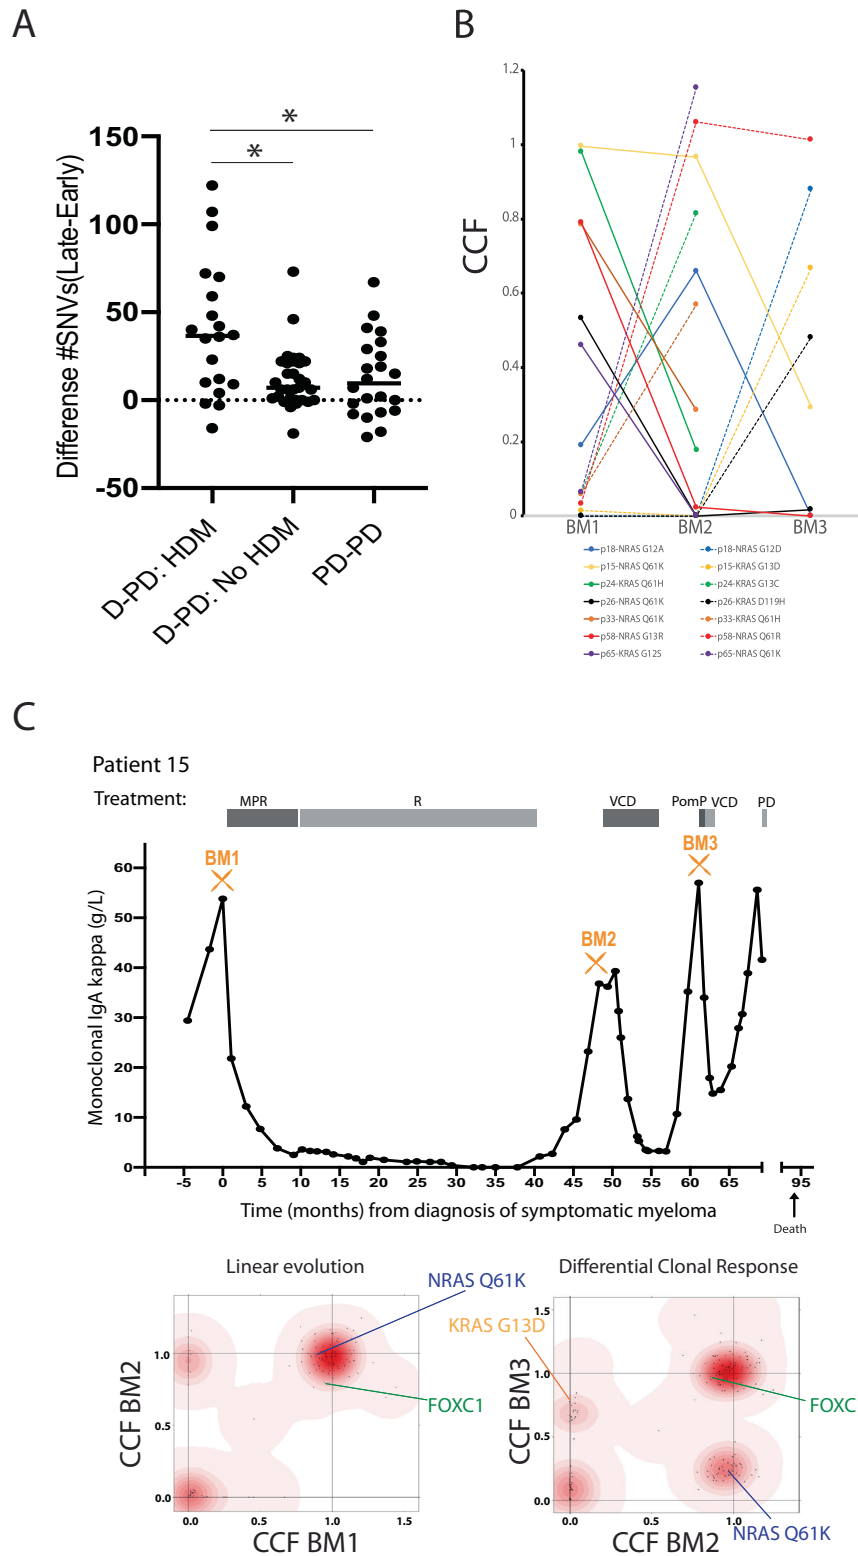 A
B
Differense #SNVs(Late-Early)
150
100
50
0
-50
*
*
D-PD: HDM
D-PD: No HDM
PD-PD
CCF
1.2
1
0.8
0.6
0.4
0.2
0
BM1
BM2
BM3
p18-NRAS G12A
p18-NRAS G12D
p15-NRAS Q61K
p15-KRAS G13D
p24-KRAS Q61H
p24-KRAS G13C
p26-NRAS Q61K
p26-KRAS D119H
p33-NRAS Q61K
p33-KRAS Q61H
p58-NRAS G13R
p58-NRAS Q61R
p65-KRAS G12S
p65-NRAS Q61K
C
Patient 15
Treatment:
MPR
R
VCD
PomP
VCD
PD
BM1
BM2
BM3
Monoclonal IgA kappa (g/L)
60
50
40
30
20
10
0
-5 0 5 10 15 20 25 30 35 40 45 50 55 60 65 95
Time (months) from diagnosis of symptomatic myeloma
Death
Linear evolution
NRAS Q61K
FOXC1
CCF BM2
1.0
0.5
0.0
0.0 0.5 1.0 1.5
CCF BM1
Differential Clonal Response
KRAS G13D
FOXC
NRAS Q61K
CCF BM3
1.5
1.0
0.5
0.0
0.0 0.5 1.0
CCF BM2